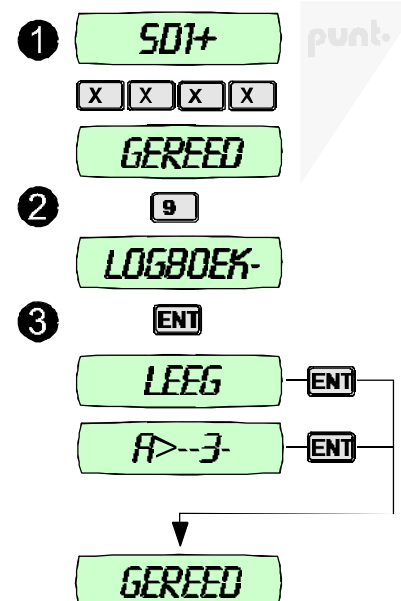 punt.
1 SD1+
X X X X
GEREED
2 9
LOGBOEK-
3 ENT
LEEG ENT
A>--3- ENT
GEREED